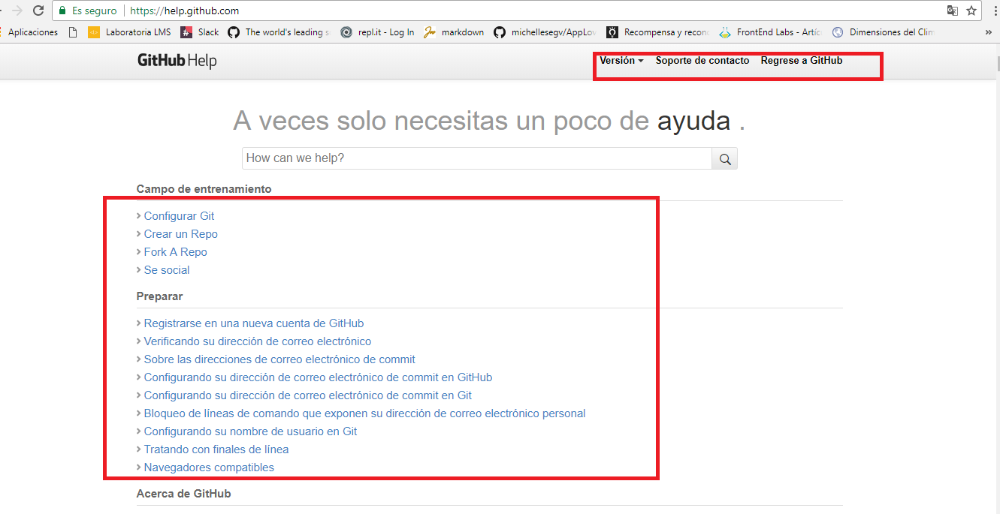 Es seguro https://help.github.com
Aplicaciones Laboratoria LMS Slack The world's leading repl.it - Log In markdown michellesegv/AppLov Recompensa y recono FrontEnd Labs - Artíc Dimensiones del Clim »
GitHub Help Versión Soporte de contacto Regrese a GitHub
A veces solo necesitas un poco de ayuda .
How can we help?
Campo de entrenamiento
Configurar Git
Crear un Repo
Fork A Repo
Se social
Preparar
Registrarse en una nueva cuenta de GitHub
Verificando su dirección de correo electrónico
Sobre las direcciones de correo electrónico de commit
Configurando su dirección de correo electrónico de commit en GitHub
Configurando su dirección de correo electrónico de commit en Git
Bloqueo de líneas de comando que exponen su dirección de correo electrónico personal
Configurando su nombre de usuario en Git
Tratando con finales de línea
Navegadores compatibles
Acerca de GitHub